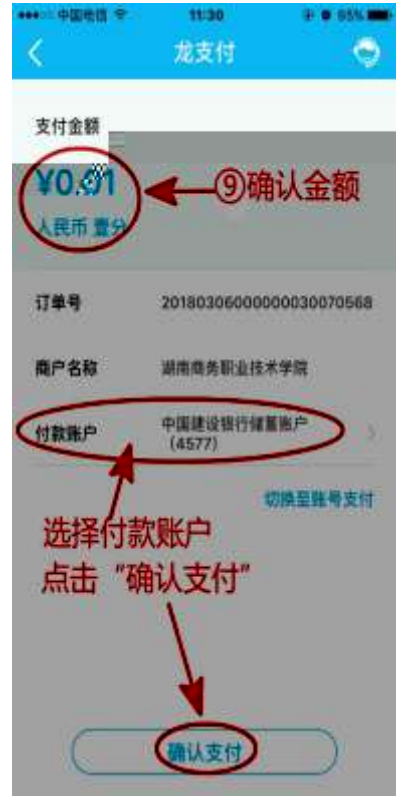 中国电信 11:30 65%
龙支付
支付金额
¥0.01
⑨确认金额
人民币 壹分
订单号 20180306000000030070568
商户名称 湖南商务职业技术学院
付款账户 中国建设银行储蓄账户
(4577)
切换至账号支付
选择付款账户
点击“确认支付”
确认支付